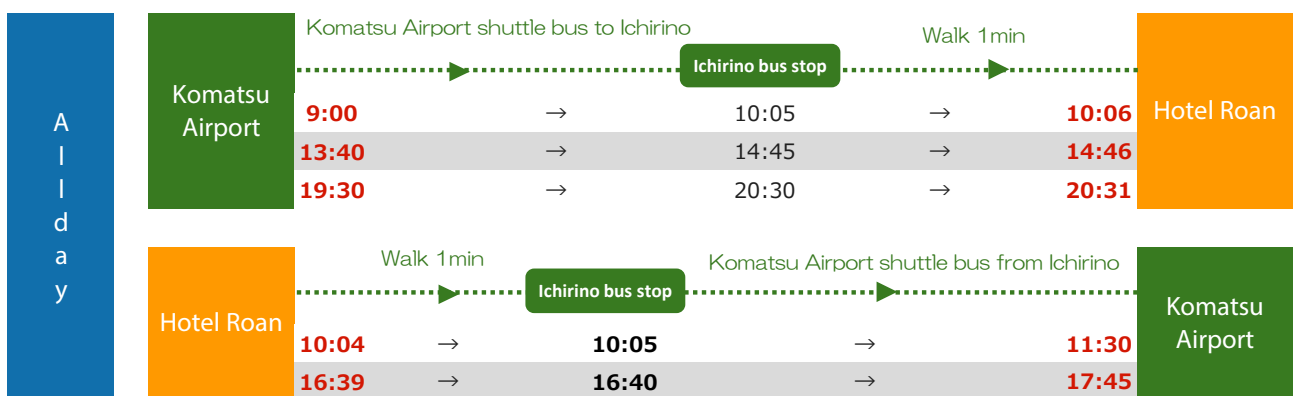 All day
Komatsu Airport shuttle bus to Ichirino
Walk 1min
Ichirino bus stop
Komatsu
Airport
Hotel Roan
9:00 → 10:05 → 10:06
13:40 → 14:45 → 14:46
19:30 → 20:30 → 20:31
Walk 1min
Komatsu Airport shuttle bus from Ichirino
Ichirino bus stop
Hotel Roan
Komatsu
Airport
10:04 → 10:05 → 11:30
16:39 → 16:40 → 17:45